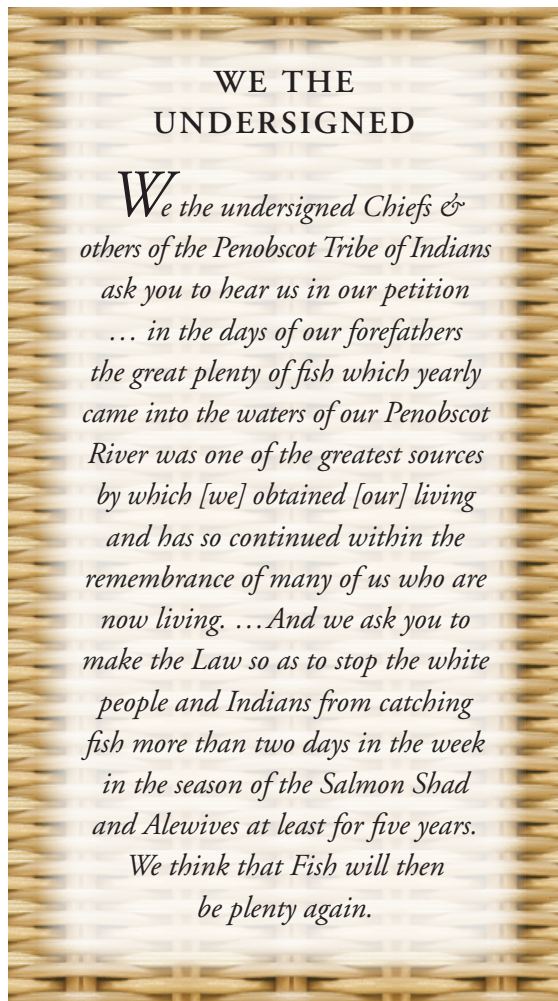 WE THE
UNDERSIGNED
We the undersigned Chiefs &
others of the Penobscot Tribe of Indians
ask you to hear us in our petition
… in the days of our forefathers
the great plenty of fish which yearly
came into the waters of our Penobscot
River was one of the greatest sources
by which [we] obtained [our] living
and has so continued within the
remembrance of many of us who are
now living. …And we ask you to
make the Law so as to stop the white
people and Indians from catching
fish more than two days in the week
in the season of the Salmon Shad
and Alewives at least for five years.
We think that Fish will then
be plenty again.